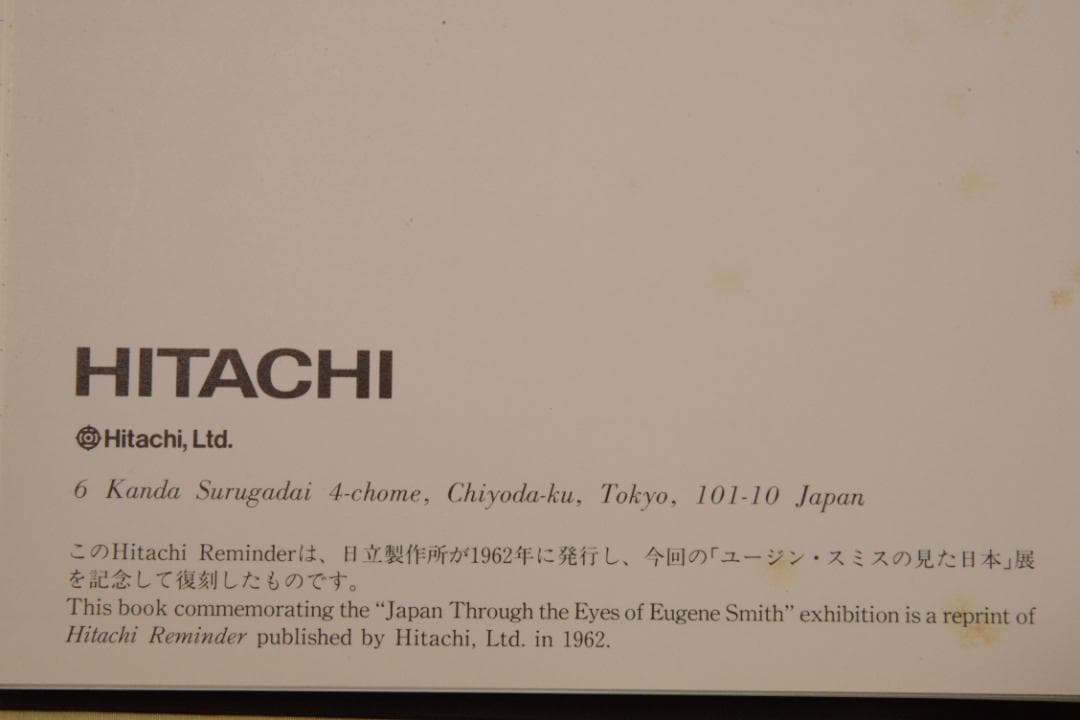 HITACHI
Hitachi, Ltd.
6 Kanda Surugadai 4-chome, Chiyoda-ku, Tokyo, 101-10 Japan
このHitachi Reminderは、日立製作所が1962年に発行し、今回の「ユージン・スミスの見た日本」展
を記念して復刻したものです。
This book commemorating the “Japan Through the Eyes of Eugene Smith” exhibition is a reprint of
Hitachi Reminder published by Hitachi, Ltd. in 1962.